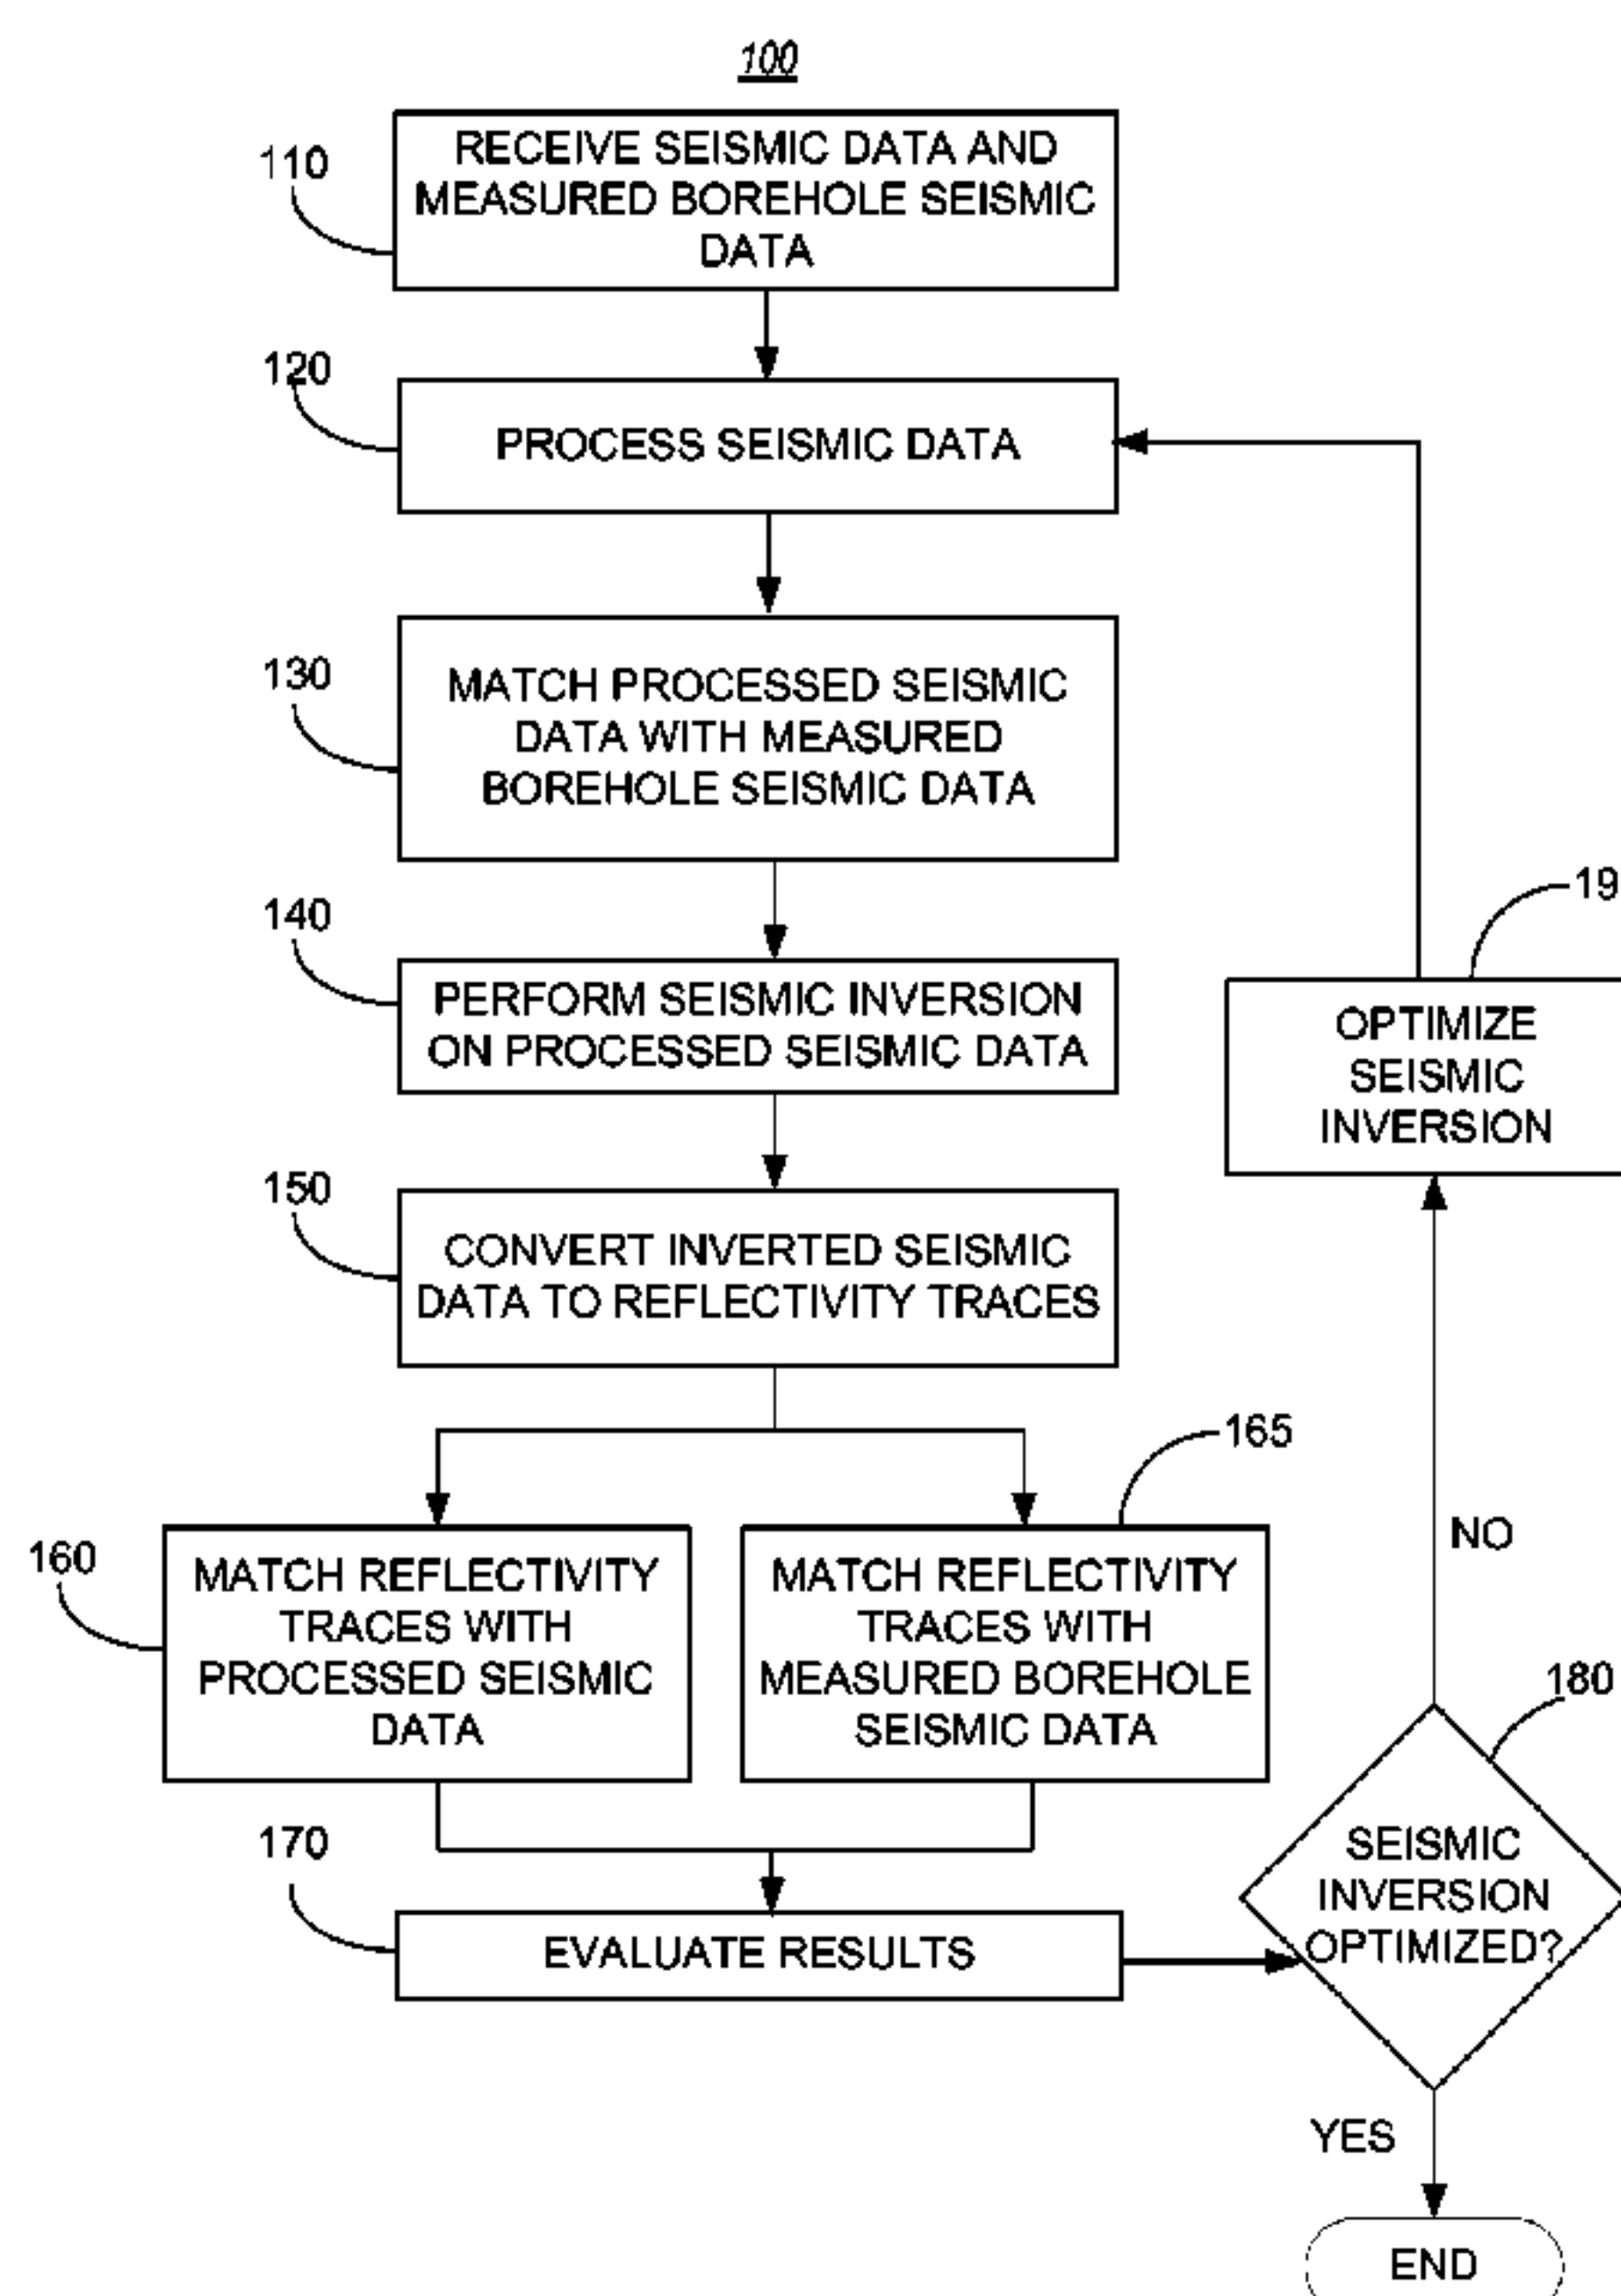 100
110
RECEIVE SEISMIC DATA AND
MEASURED BOREHOLE SEISMIC
DATA
120
PROCESS SEISMIC DATA
130
MATCH PROCESSED SEISMIC
DATA WITH MEASURED
BOREHOLE SEISMIC DATA
140
PERFORM SEISMIC INVERSION
ON PROCESSED SEISMIC DATA
19
OPTIMIZE
SEISMIC
INVERSION
150
CONVERT INVERTED SEISMIC
DATA TO REFLECTIVITY TRACES
160
MATCH REFLECTIVITY
TRACES WITH
PROCESSED SEISMIC
DATA
165
MATCH REFLECTIVITY
TRACES WITH
MEASURED BOREHOLE
SEISMIC DATA
NO
170
EVALUATE RESULTS
180
SEISMIC
INVERSION
OPTIMIZED?
YES
END